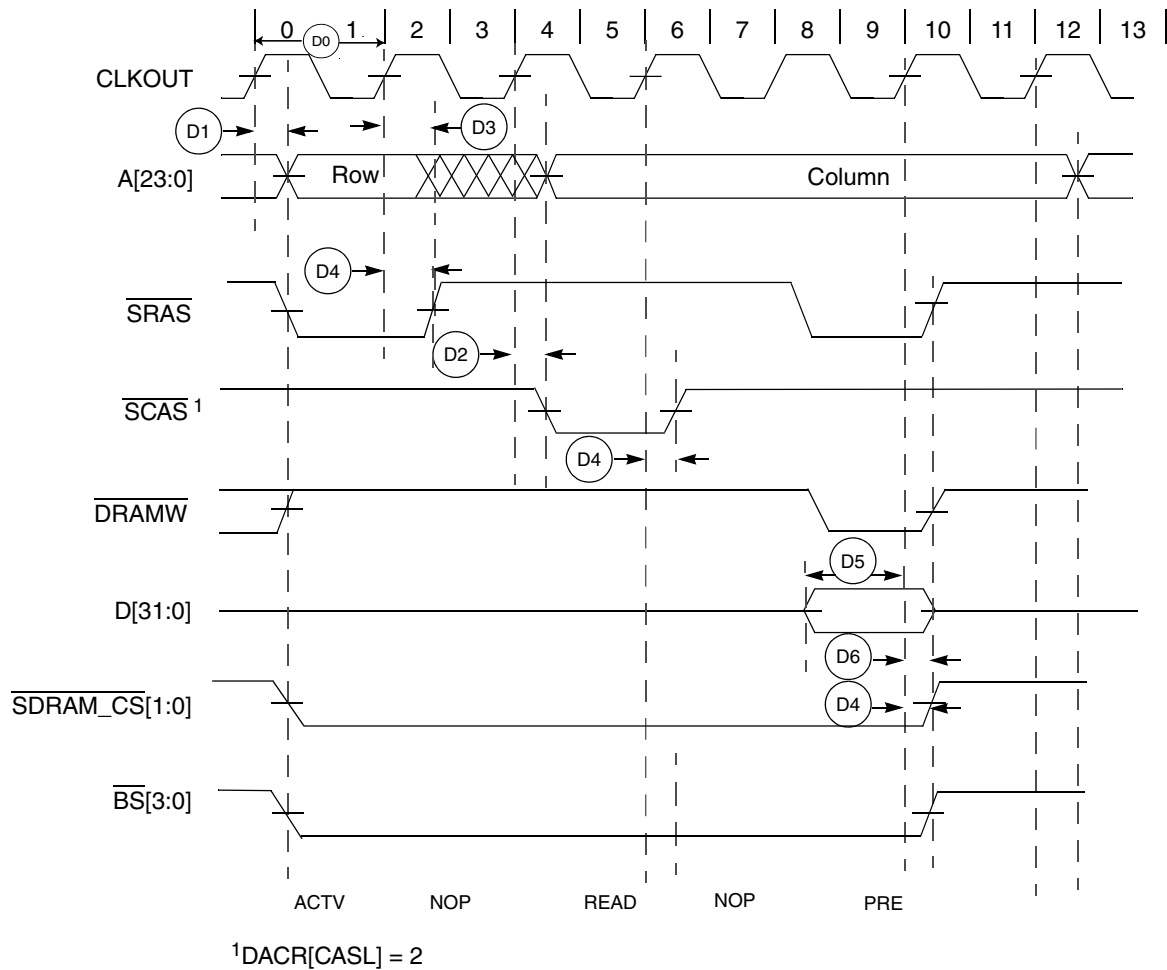 0 1 2 3 4 5 6 7 8 9 10 11 12 13
D0
CLKOUT
D1
D3
A[23:0]
Row
Column
D4
SRAS
D2
SCAS 1
D4
DRAMW
D5
D[31:0]
D6
SDRAM_CS[1:0]
D4
BS[3:0]
ACTV NOP READ NOP PRE
1DACR[CASL] = 2